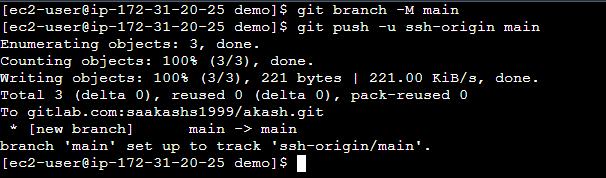 [ec2-user@ip-172-31-20-25 demo]$ git branch -M main
[ec2-user@ip-172-31-20-25 demo]$ git push -u ssh-origin main
Enumerating objects: 3, done.
Counting objects: 100% (3/3), done.
Writing objects: 100% (3/3), 221 bytes | 221.00 KiB/s, done.
Total 3 (delta 0), reused 0 (delta 0), pack-reused 0
To gitlab.com:saakashs1999/akash.git
 * [new branch]      main -> main
branch 'main' set up to track 'ssh-origin/main'.
[ec2-user@ip-172-31-20-25 demo]$